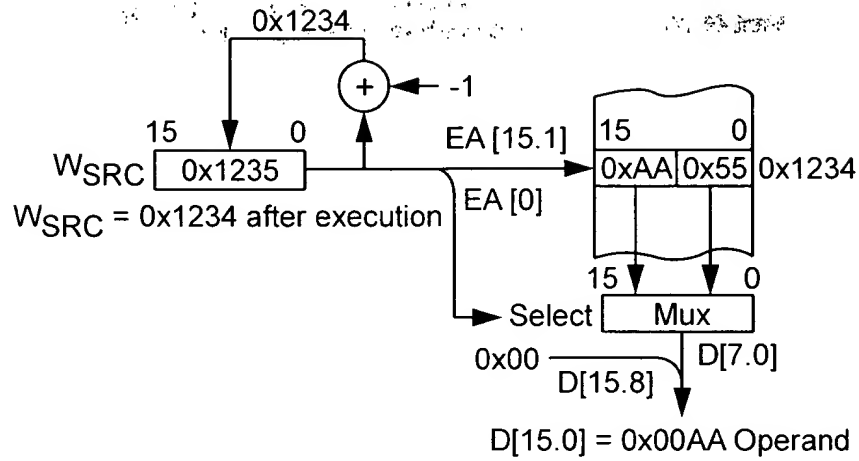 0x1234
+
-1
15 0
W_SRC 0x1235
EA [15.1]
EA [0]
15 0
0xAA 0x55 0x1234
W_SRC = 0x1234 after execution
15 0
Select Mux
0x00
D[15.8]
D[7.0]
D[15.0] = 0x00AA Operand